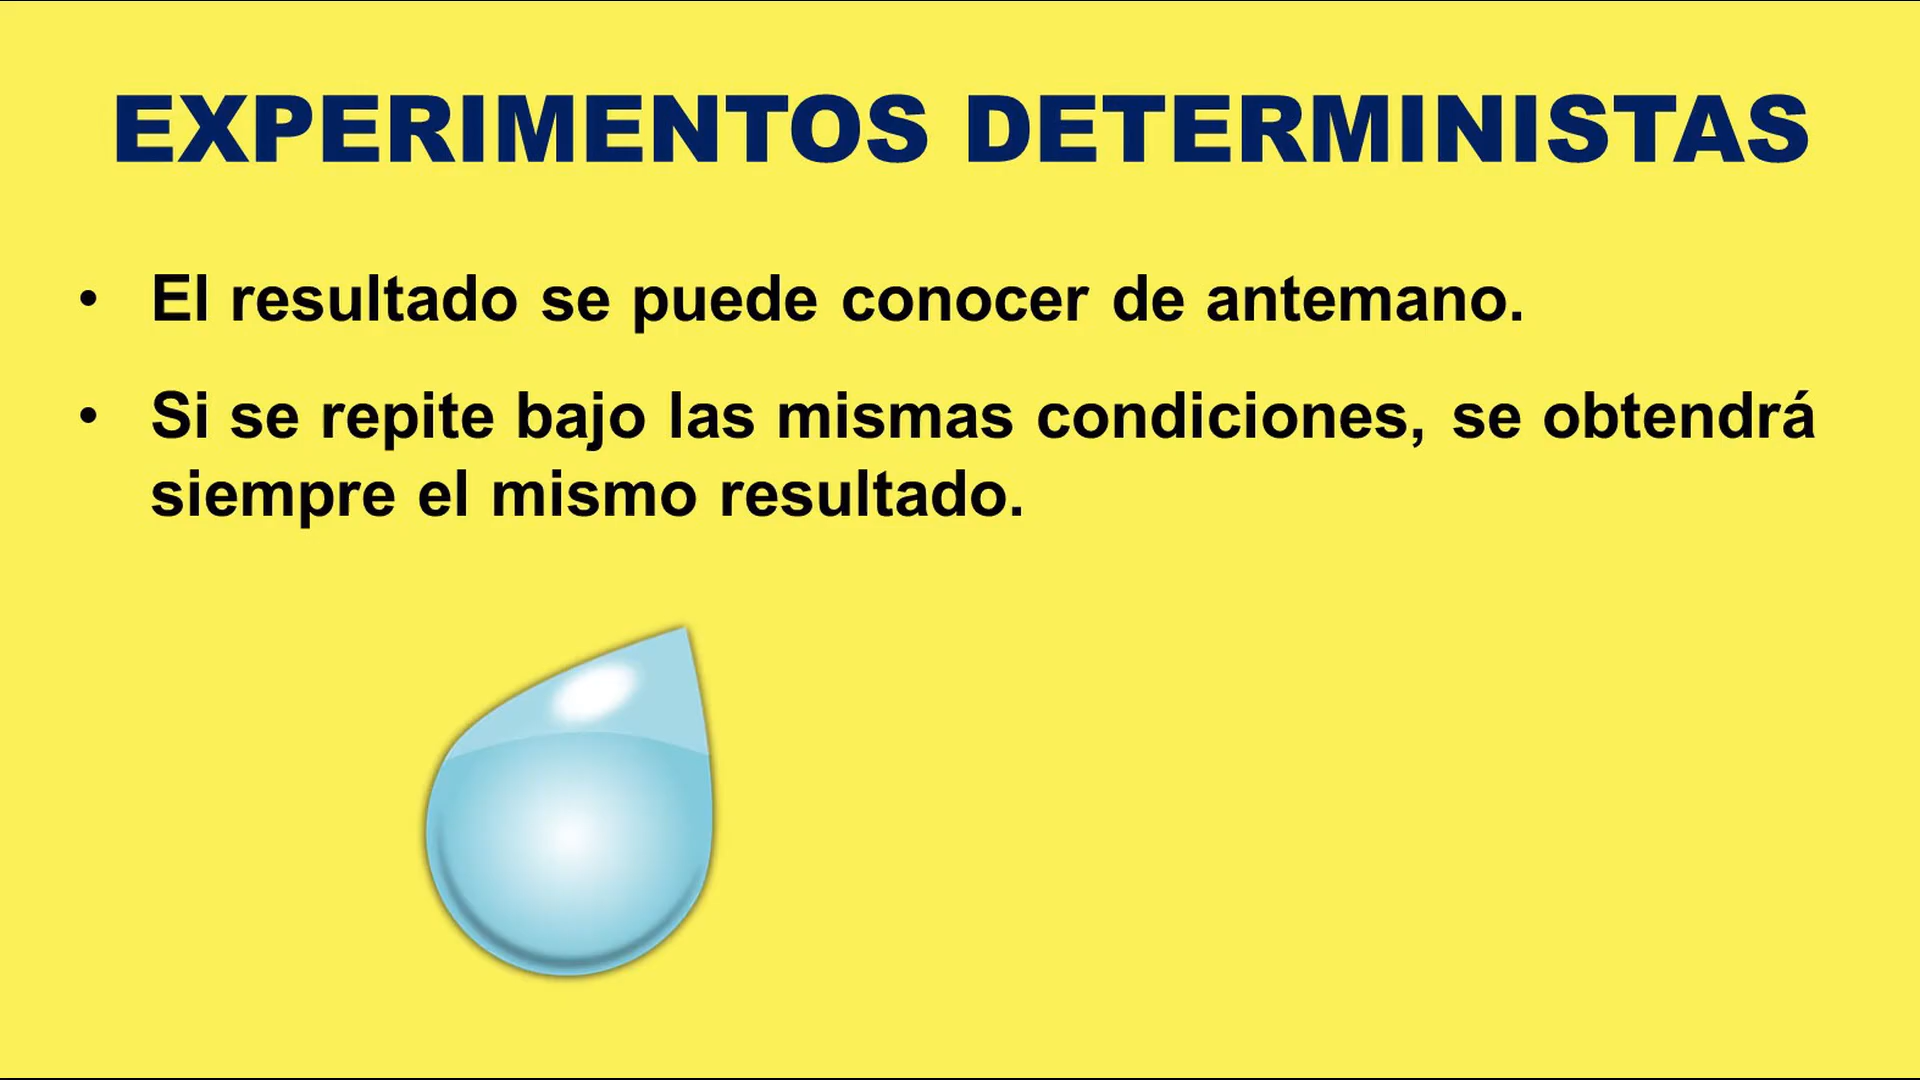 EXPERIMENTOS DETERMINISTAS
• El resultado se puede conocer de antemano.
• Si se repite bajo las mismas condiciones, se obtendrá
siempre el mismo resultado.